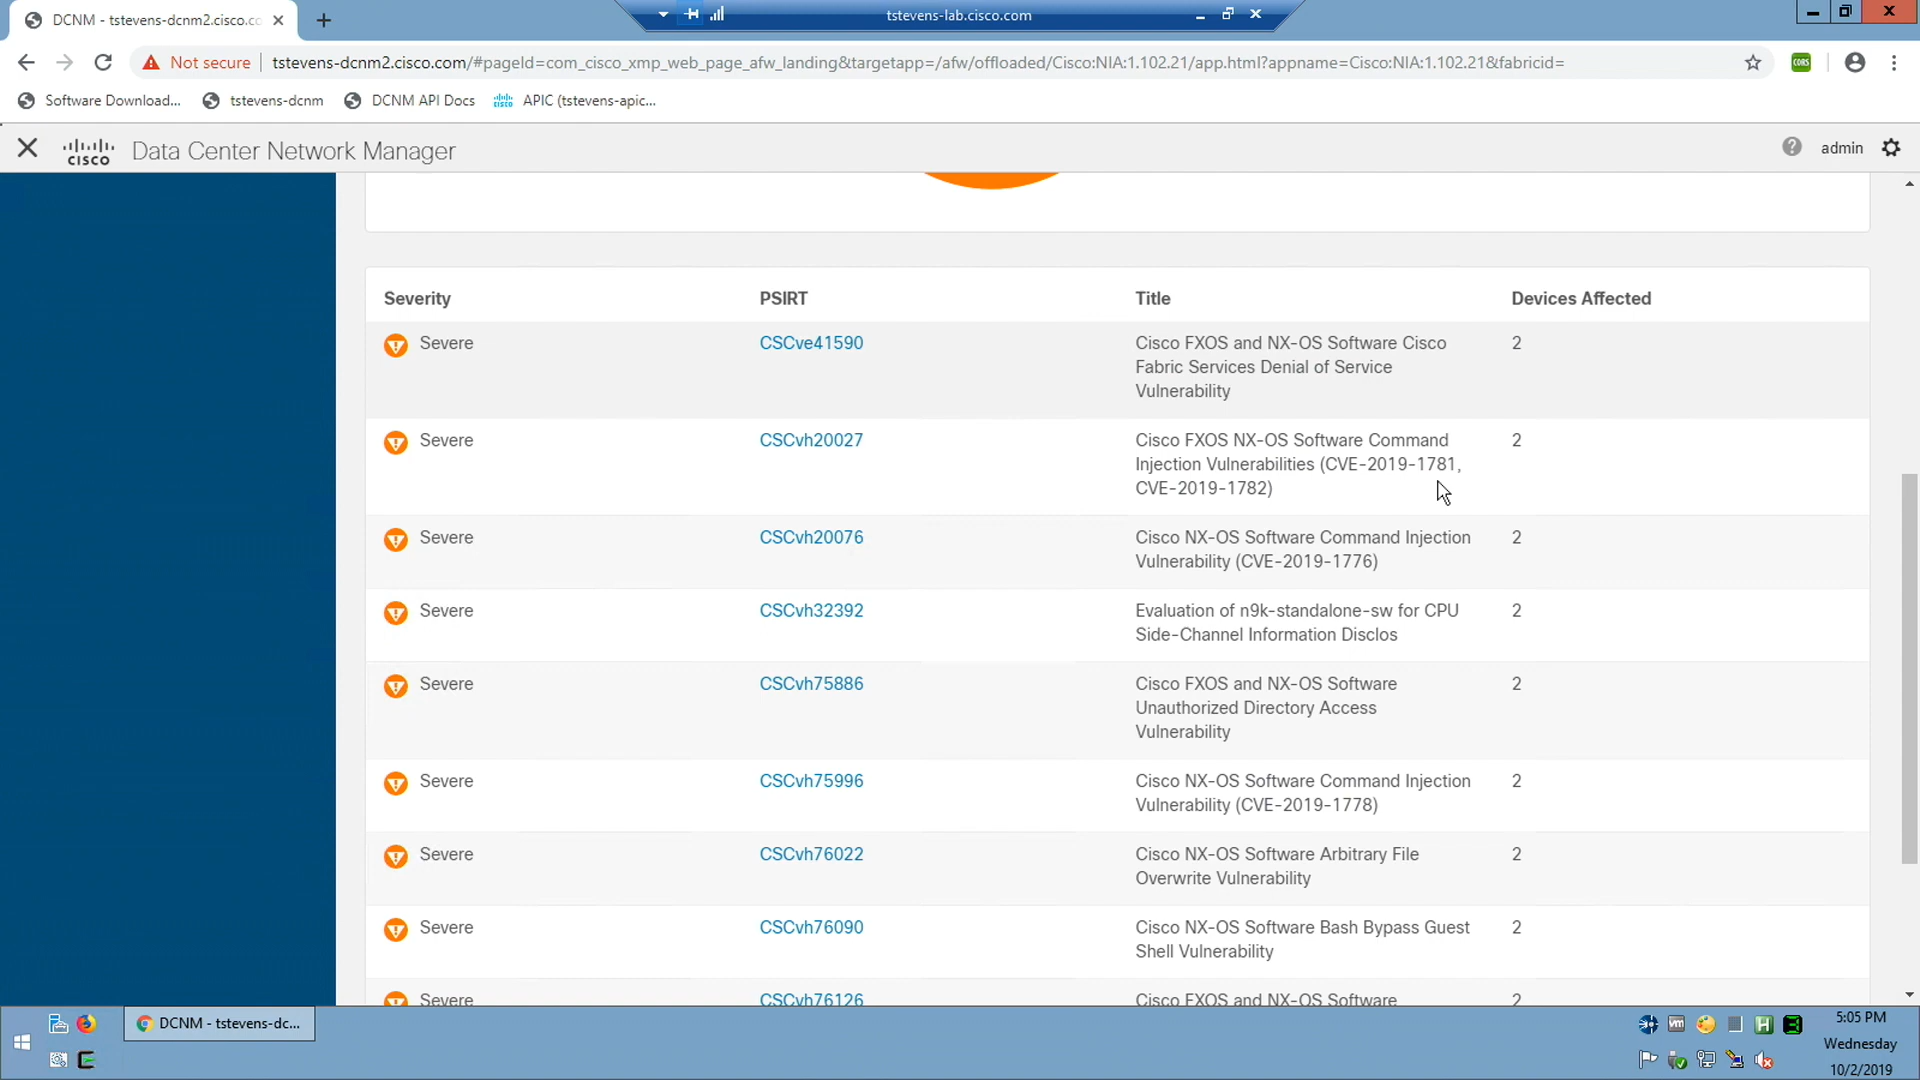 DCNM - tstevens-dcnm2.cisco.co
tstevens-lab.cisco.com
Not secure
tstevens-dcnm2.cisco.com/#pageId=com_cisco_xmp_web_page_afw_landing&targetapp=/afw/offloaded/Cisco:NIA:1.102.21/app.html?appname=Cisco:NIA:1.102.21&fabricid=
CORS
Software Download...
tstevens-dcnm
DCNM API Docs
APIC (tstevens-apic...
CISCO
Data Center Network Manager
admin
Severity PSIRT Title Devices Affected
Severe CSCve41590 Cisco FXOS and NX-OS Software Cisco 2
Fabric Services Denial of Service
Vulnerability
Severe CSCvh20027 Cisco FXOS NX-OS Software Command 2
Injection Vulnerabilities (CVE-2019-1781,
CVE-2019-1782)
Severe CSCvh20076 Cisco NX-OS Software Command Injection 2
Vulnerability (CVE-2019-1776)
Severe CSCvh32392 Evaluation of n9k-standalone-sw for CPU 2
Side-Channel Information Disclos
Severe CSCvh75886 Cisco FXOS and NX-OS Software 2
Unauthorized Directory Access
Vulnerability
Severe CSCvh75996 Cisco NX-OS Software Command Injection 2
Vulnerability (CVE-2019-1778)
Severe CSCvh76022 Cisco NX-OS Software Arbitrary File 2
Overwrite Vulnerability
Severe CSCvh76090 Cisco NX-OS Software Bash Bypass Guest 2
Shell Vulnerability
Severe CSCvh76126 Cisco FXOS and NX-OS Software 2
DCNM - tstevens-dc...
5:05 PM
Wednesday
10/2/2019